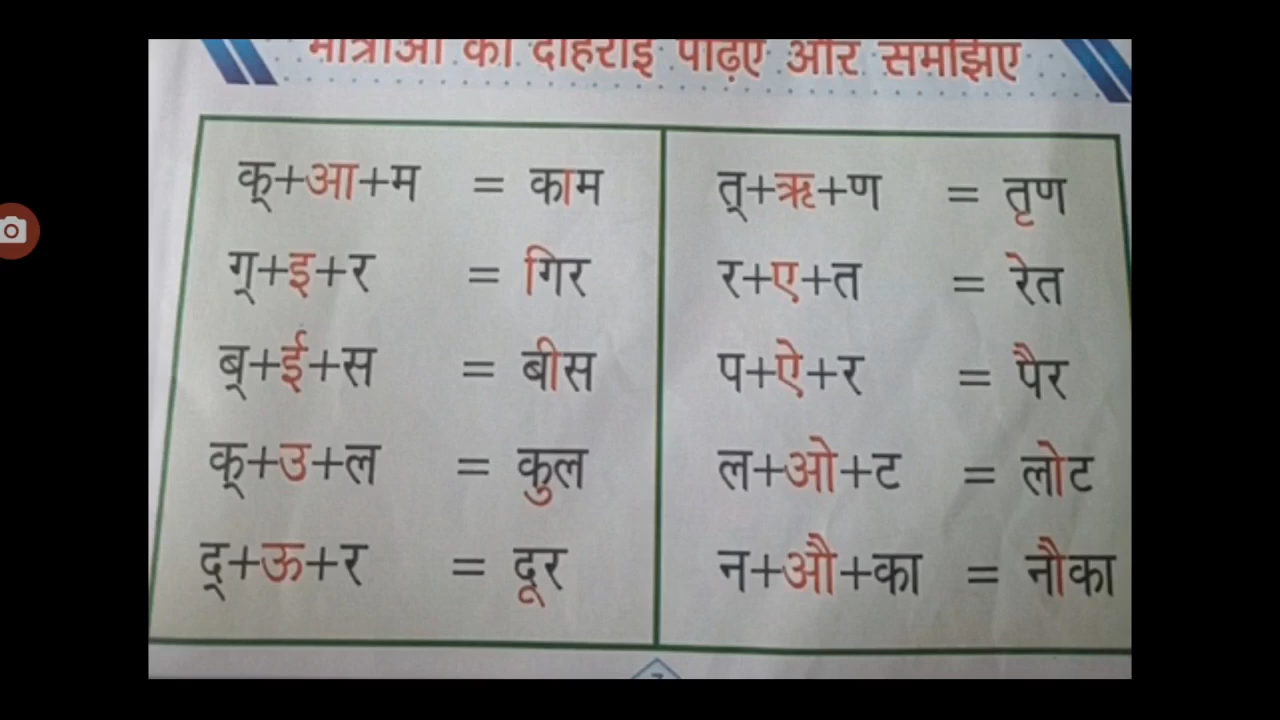 मात्राओं की दोहराई पढ़िए और समझिए
क्+आ+म = काम
ग्+इ+र = गिर
ब्+ई+स = बीस
क्+उ+ल = कुल
द्+ऊ+र = दूर
त्+ऋ+ण = तृण
र+ए+त = रेत
प+ऐ+र = पैर
ल+ओ+ट = लोट
न+औ+का = नौका